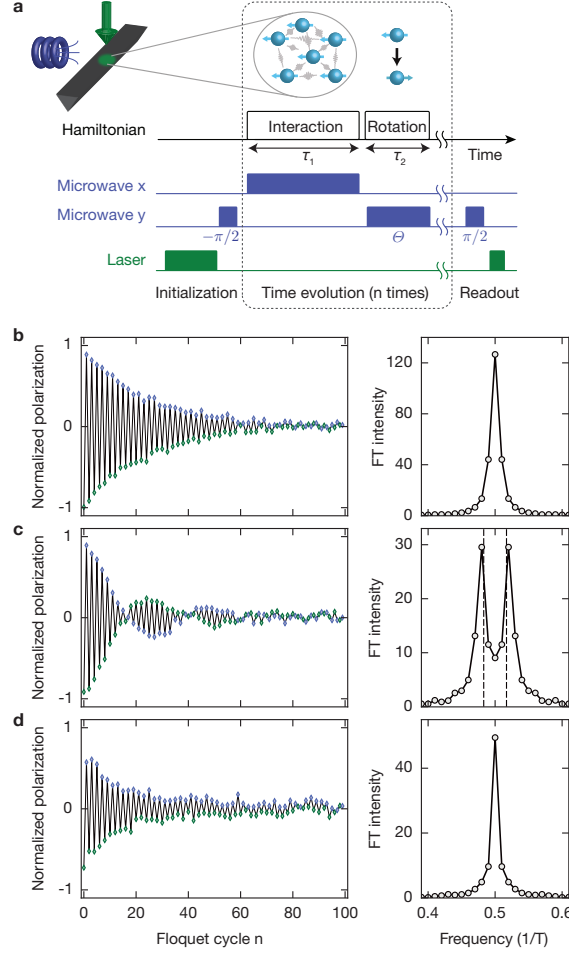 a
Hamiltonian
Interaction
Rotation
τ1
τ2
Time
Microwave x
Microwave y
−π/2
Θ
π/2
Laser
Initialization
Time evolution (n times)
Readout
b
Normalized polarization
1
0
-1
FT intensity
120
80
40
0
c
Normalized polarization
1
0
-1
FT intensity
30
20
10
0
d
Normalized polarization
1
0
-1
0 20 40 60 80 100
Floquet cycle n
FT intensity
40
20
0
0.4 0.5 0.6
Frequency (1/T)